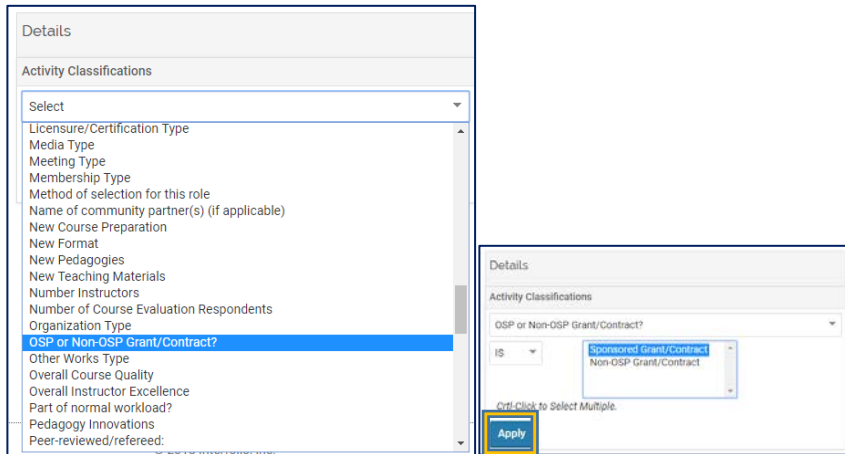 Details
Activity Classifications
Select
Licensure/Certification Type
Media Type
Meeting Type
Membership Type
Method of selection for this role
Name of community partner(s) (if applicable)
New Course Preparation
New Format
New Pedagogies
New Teaching Materials
Number Instructors
Number of Course Evaluation Respondents
Organization Type
OSP or Non-OSP Grant/Contract?
Other Works Type
Overall Course Quality
Overall Instructor Excellence
Part of normal workload?
Pedagogy Innovations
Peer-reviewed/refereed:
Details
Activity Classifications
OSP or Non-OSP Grant/Contract?
IS
Sponsored Grant/Contract
Non-OSP Grant/Contract
Crtl-Click to Select Multiple.
Apply